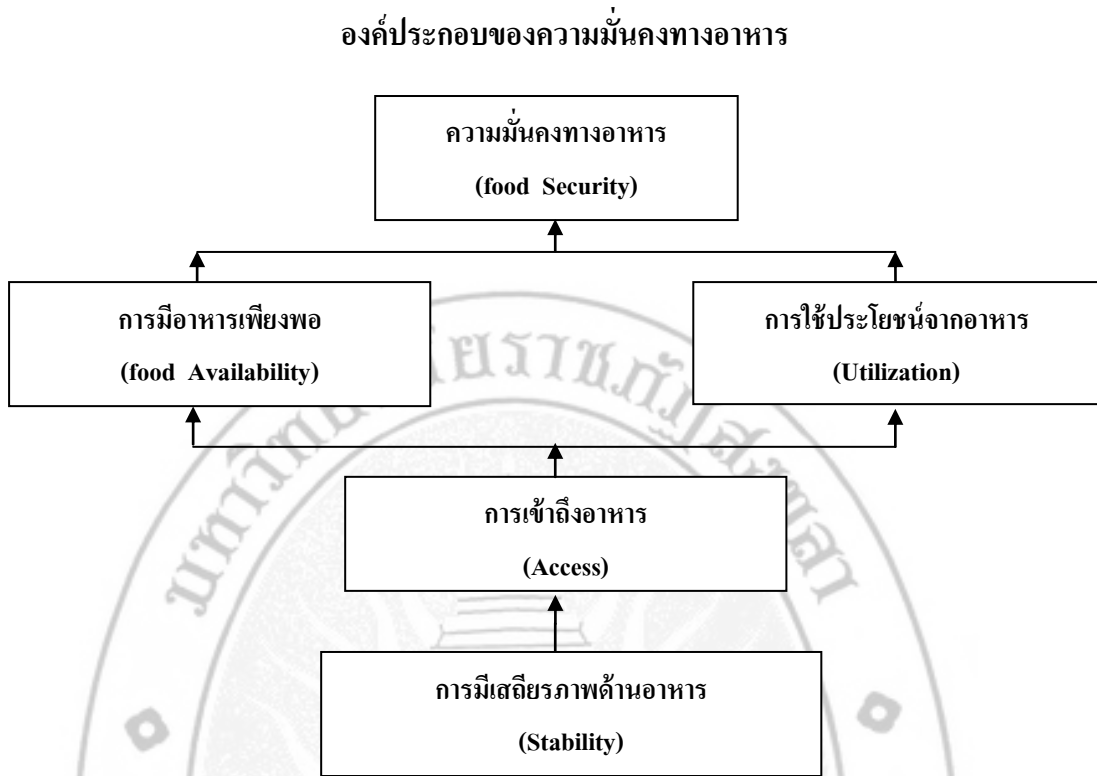 องค์ประกอบของความมั่นคงทางอาหาร
ความมั่นคงทางอาหาร
(food Security)
การมีอาหารเพียงพอ
(food Availability)
การใช้ประโยชน์จากอาหาร
(Utilization)
การเข้าถึงอาหาร
(Access)
การมีเสถียรภาพด้านอาหาร
(Stability)